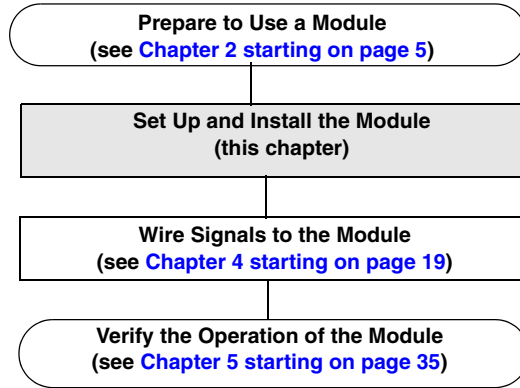 Prepare to Use a Module
(see Chapter 2 starting on page 5)
Set Up and Install the Module
(this chapter)
Wire Signals to the Module
(see Chapter 4 starting on page 19)
Verify the Operation of the Module
(see Chapter 5 starting on page 35)